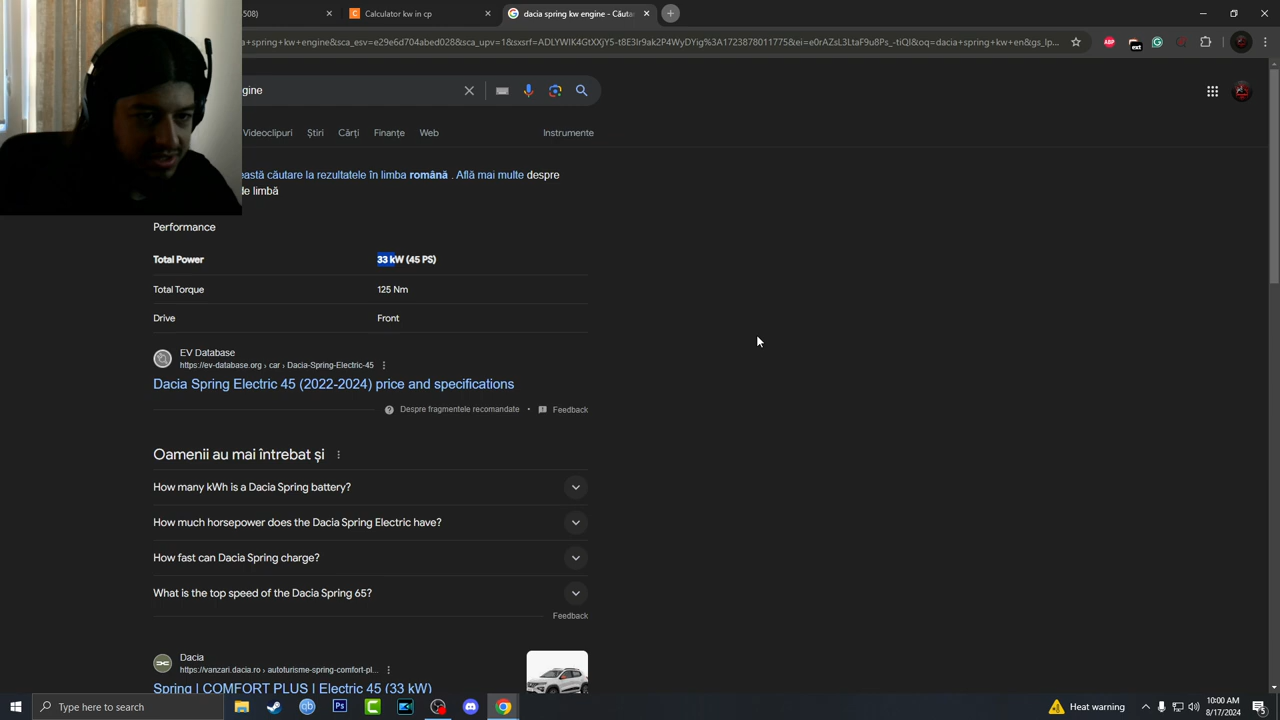 508)
Calculator kw in cp
dacia spring kw engine - Căutar
a+spring+kw+engine&sca_esv=e29e6d704abed028&sca_upv=1&sxsrf=ADLYWIK4GtXXjY5-t8E3Ir9ak2P4WyDYig%3A1723878011775&ei=e0rAZsL3LtaF9u8Ps_-tiQI&oq=dacia+spring+kw+en&gs_lp...
gine
Videoclipuri
Știri
Cărți
Finanțe
Web
Instrumente
ească căutare la rezultatele în limba română . Află mai multe despre
de limbă
Performance
Total Power 33 kW (45 PS)
Total Torque 125 Nm
Drive Front
EV Database
https://ev-database.org › car › Dacia-Spring-Electric-45
Dacia Spring Electric 45 (2022-2024) price and specifications
Despre fragmentele recomandate • Feedback
Oamenii au mai întrebat și
How many kWh is a Dacia Spring battery?
How much horsepower does the Dacia Spring Electric have?
How fast can Dacia Spring charge?
What is the top speed of the Dacia Spring 65?
Feedback
Dacia
https://vanzari.dacia.ro › autoturisme-spring-comfort-pl...
Spring | COMFORT PLUS | Electric 45 (33 kW)
Type here to search
Heat warning
10:00 AM
8/17/2024